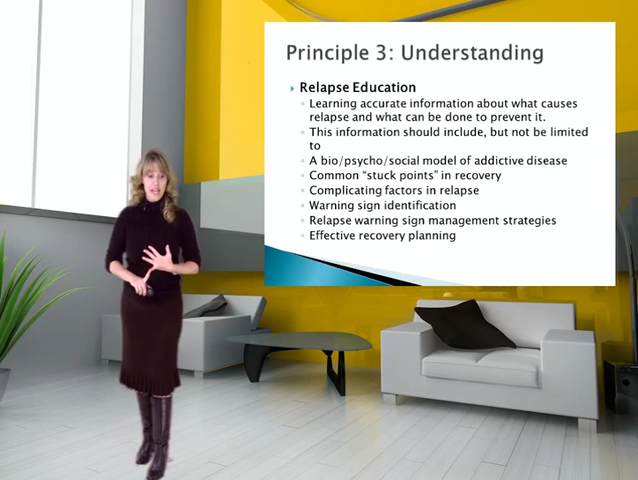 Principle 3: Understanding
Relapse Education
Learning accurate information about what causes
relapse and what can be done to prevent it.
This information should include, but not be limited
to
A bio/psycho/social model of addictive disease
Common “stuck points” in recovery
Complicating factors in relapse
Warning sign identification
Relapse warning sign management strategies
Effective recovery planning